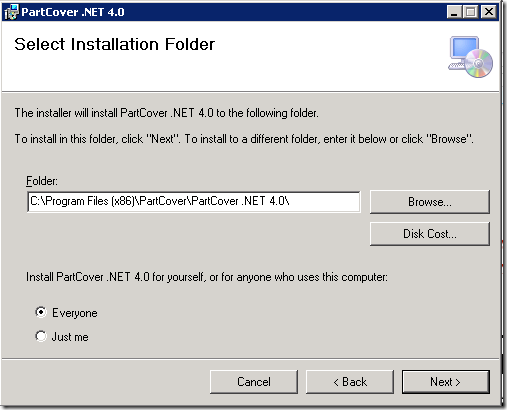 PartCover .NET 4.0
Select Installation Folder
The installer will install PartCover .NET 4.0 to the following folder.
To install in this folder, click "Next". To install to a different folder, enter it below or click "Browse".
Folder:
C:\Program Files (x86)\PartCover\PartCover .NET 4.0\
Browse...
Disk Cost...
Install PartCover .NET 4.0 for yourself, or for anyone who uses this computer:
Everyone
Just me
Cancel
< Back
Next >